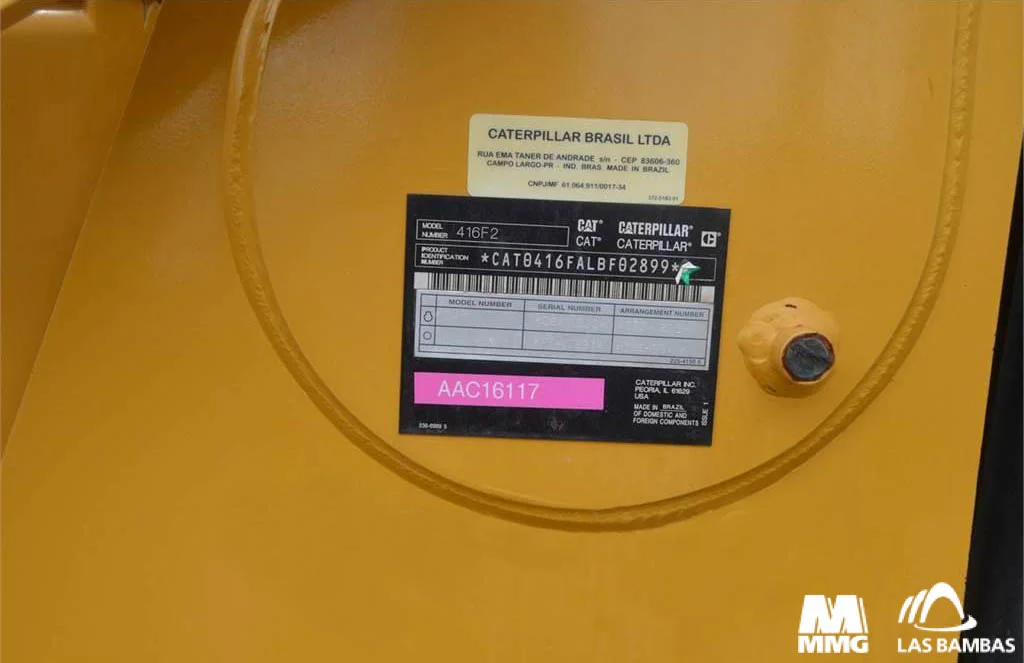 CATERPILLAR BRASIL LTDA
RUA EMA TANER DE ANDRADE s/n - CEP 83606-360
CAMPO LARGO-PR - IND. BRAS. MADE IN BRAZIL
CNPJ/MF 61.064.911/0017-34
MODEL NUMBER 416F2
CAT® CATERPILLAR®
CAT® CATERPILLAR®
PRODUCT IDENTIFICATION NUMBER *CAT0416FALBF02899*
MODEL NUMBER SERIAL NUMBER ARRANGEMENT NUMBER
AAC16117
CATERPILLAR INC.
PEORIA, IL 61629
USA
MADE IN BRAZIL
OF DOMESTIC AND
FOREIGN COMPONENTS
ISSUE 1
MMG
LAS BAMBAS